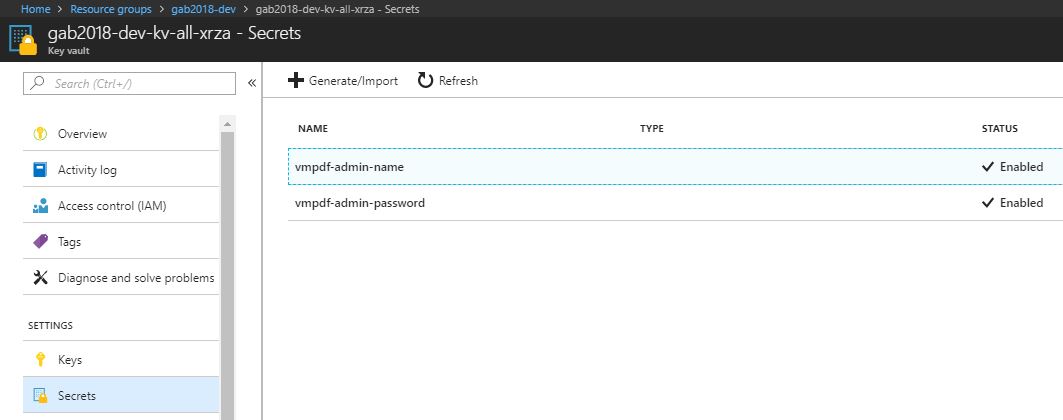 Home > Resource groups > gab2018-dev > gab2018-dev-kv-all-xrza - Secrets
gab2018-dev-kv-all-xrza - Secrets
Key vault
Search (Ctrl+/)
Overview
Activity log
Access control (IAM)
Tags
Diagnose and solve problems
SETTINGS
Keys
Secrets
Generate/Import Refresh
NAME TYPE STATUS
vmpdf-admin-name Enabled
vmpdf-admin-password Enabled